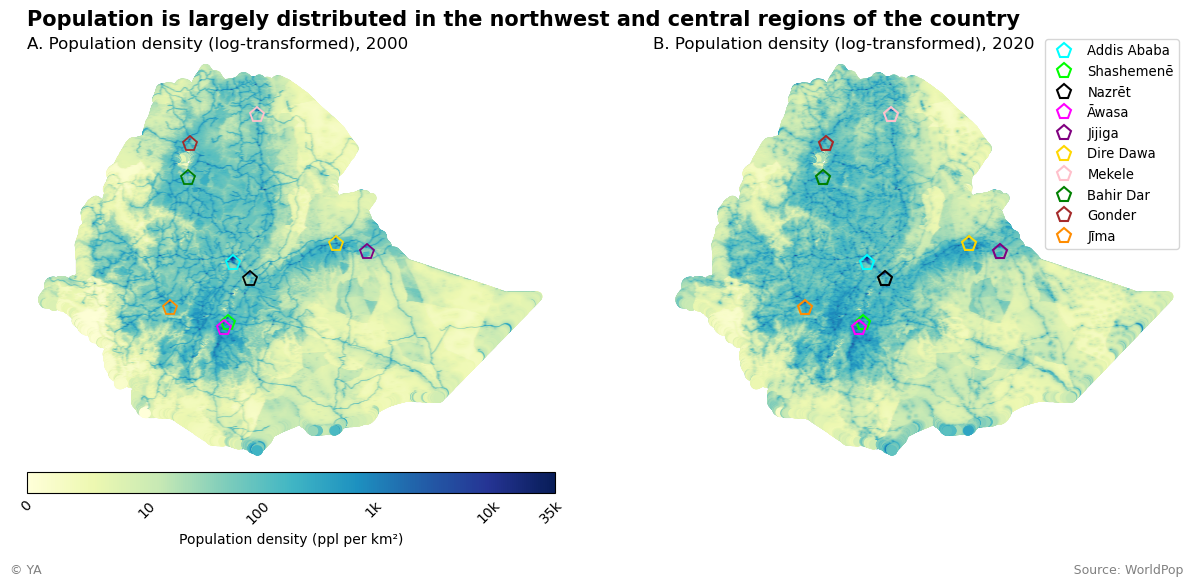 Population is largely distributed in the northwest and central regions of the country
A. Population density (log-transformed), 2000
B. Population density (log-transformed), 2020
Addis Ababa
Shashemenē
Nazrēt
Āwasa
Jijiga
Dire Dawa
Mekele
Bahir Dar
Gonder
Jīma
0
10
100
1k
10k
35k
Population density (ppl per km²)
© YA
Source: WorldPop